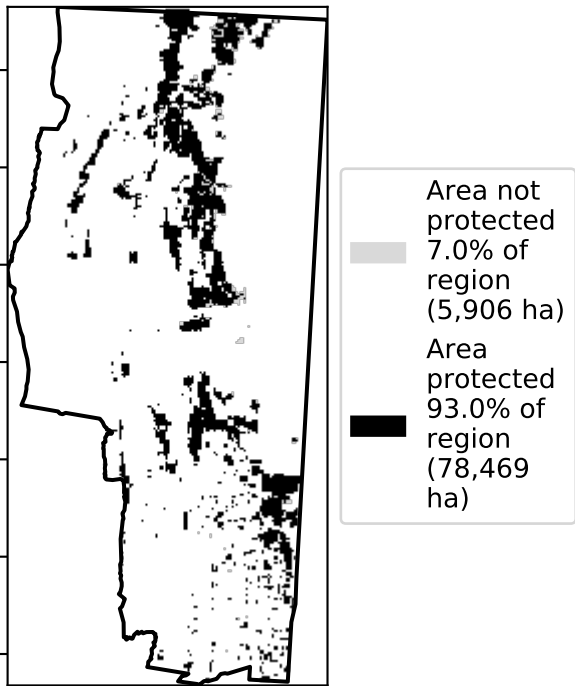 Area not
protected
7.0% of
region
(5,906 ha)
Area
protected
93.0% of
region
(78,469
ha)